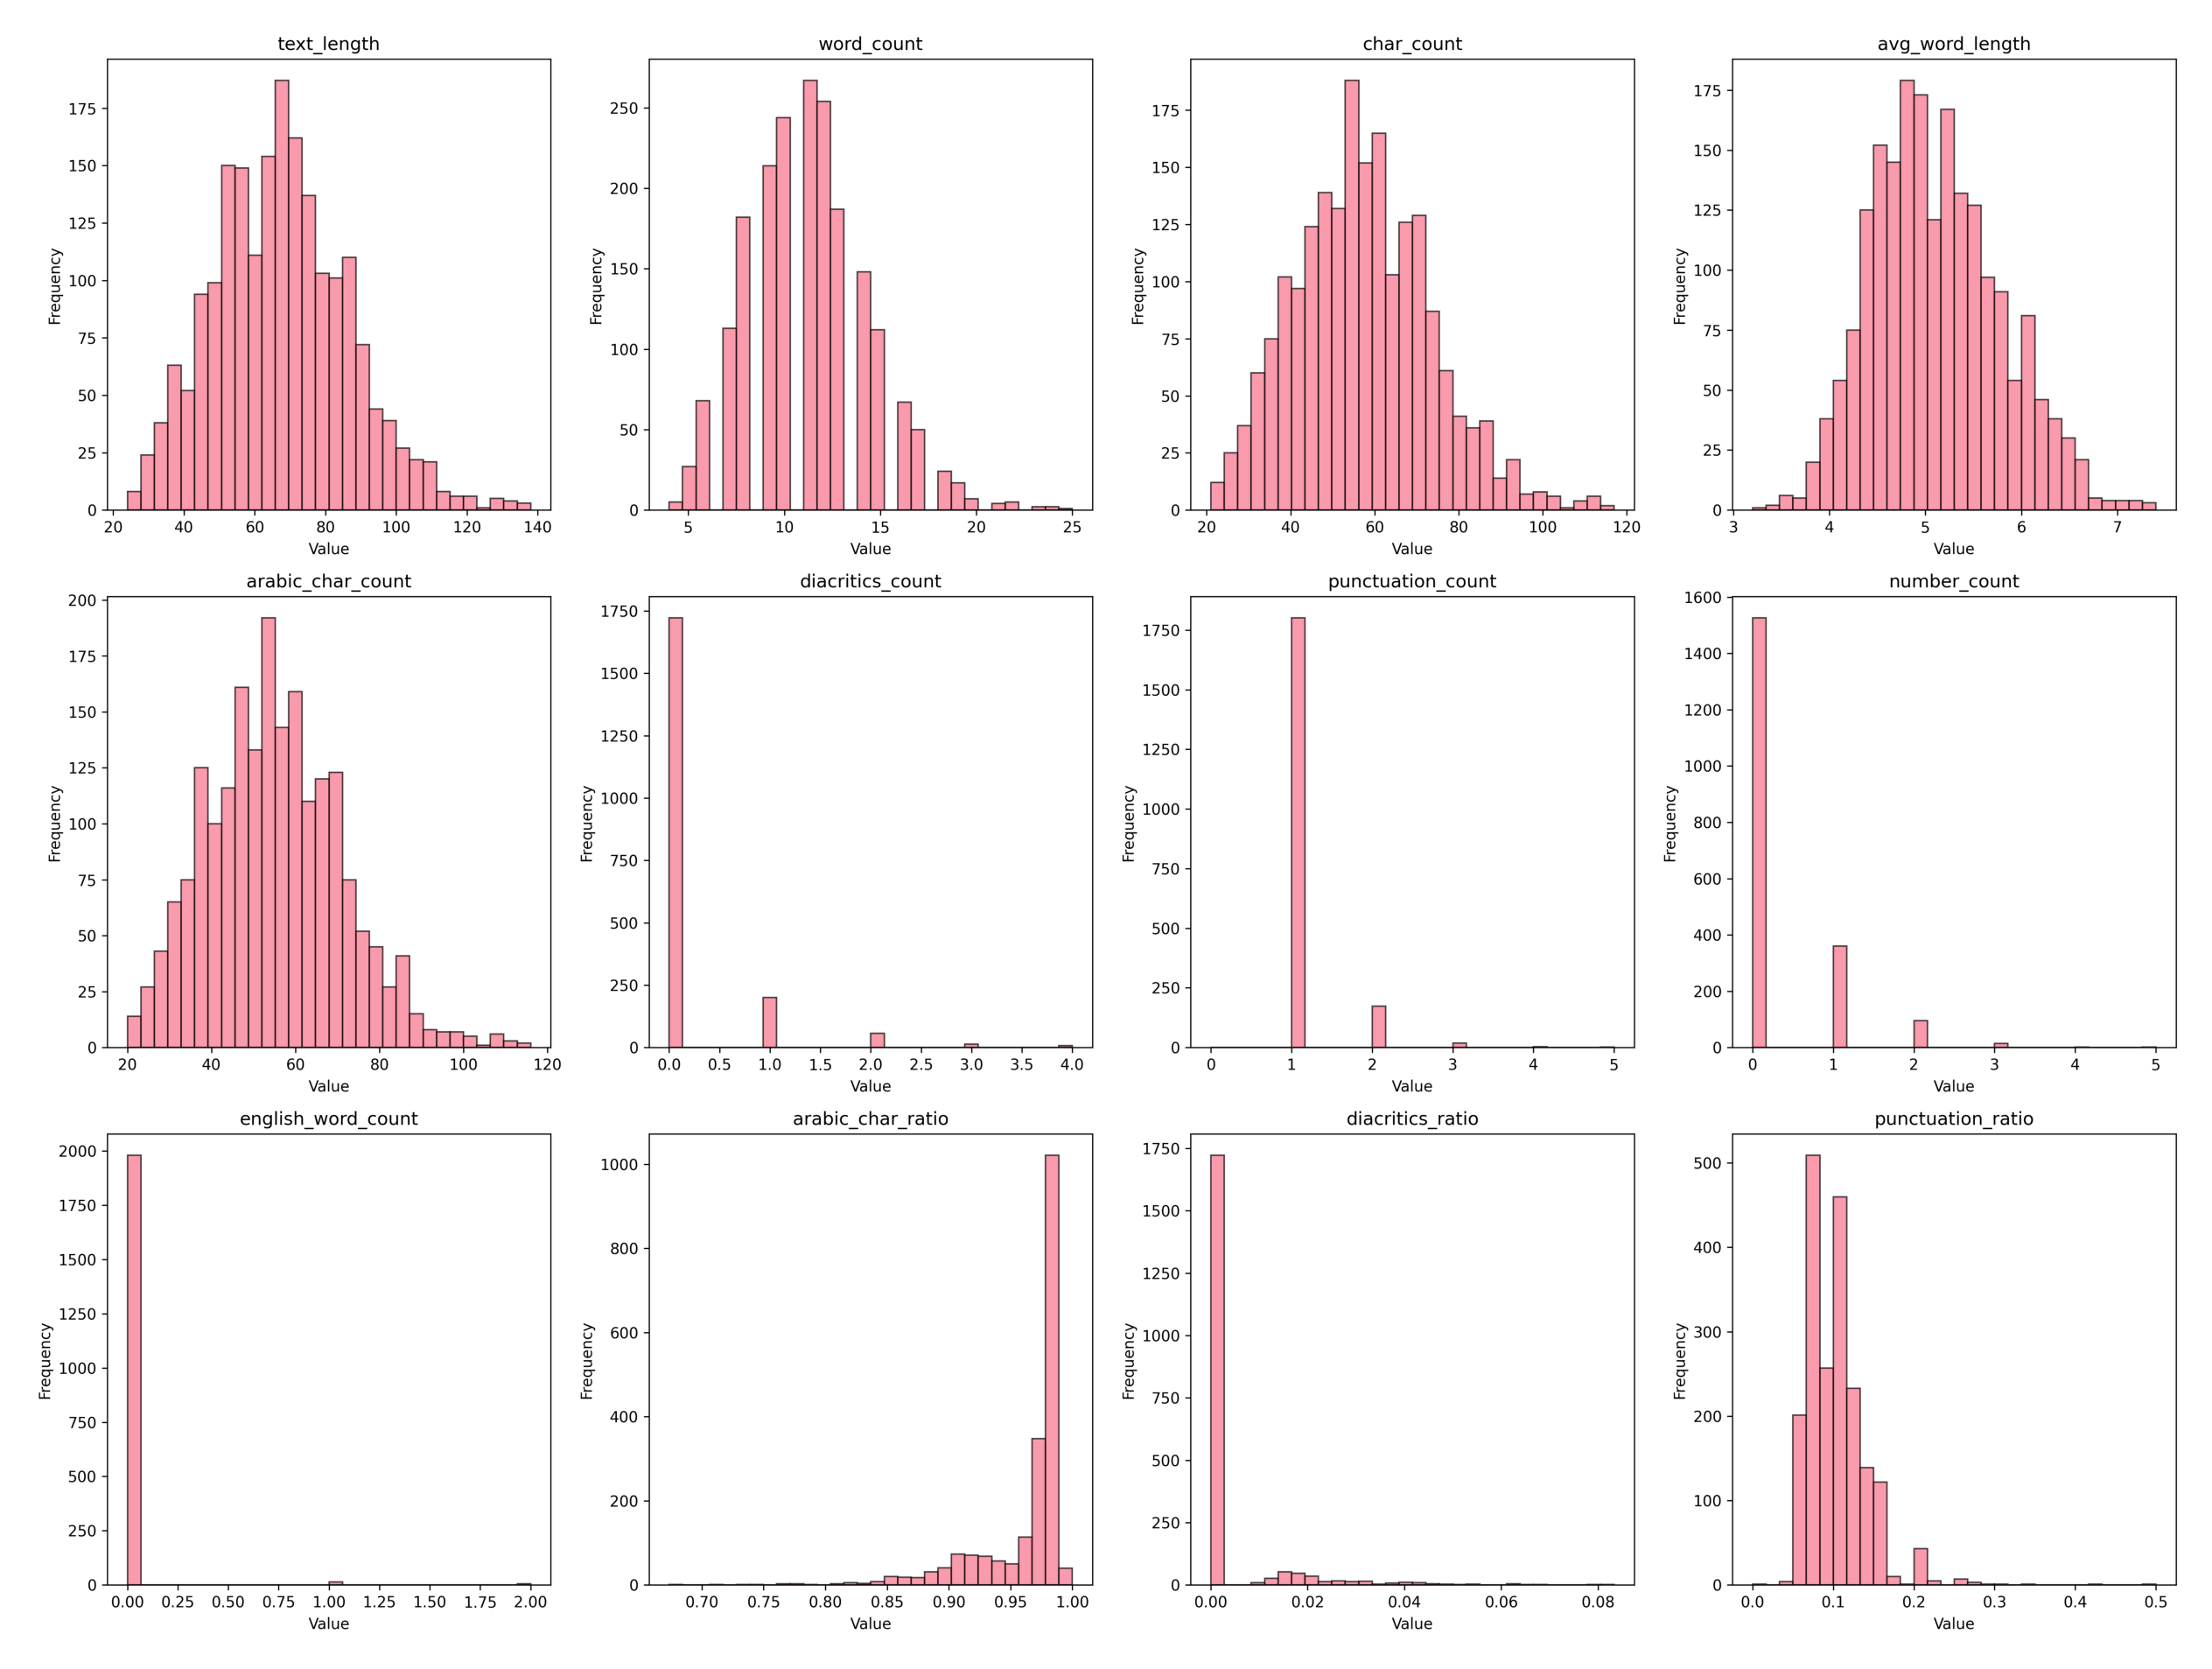 text_length
175
150
125
100
75
50
25
0
Frequency
20 40 60 80 100 120 140
Value
word_count
250
200
150
100
50
0
Frequency
5 10 15 20 25
Value
char_count
175
150
125
100
75
50
25
0
Frequency
20 40 60 80 100 120
Value
avg_word_length
175
150
125
100
75
50
25
0
Frequency
3 4 5 6 7
Value
arabic_char_count
200
175
150
125
100
75
50
25
0
Frequency
20 40 60 80 100 120
Value
diacritics_count
1750
1500
1250
1000
750
500
250
0
Frequency
0.0 0.5 1.0 1.5 2.0 2.5 3.0 3.5 4.0
Value
punctuation_count
1750
1500
1250
1000
750
500
250
0
Frequency
0 1 2 3 4 5
Value
number_count
1600
1400
1200
1000
800
600
400
200
0
Frequency
0 1 2 3 4 5
Value
english_word_count
2000
1750
1500
1250
1000
750
500
250
0
Frequency
0.00 0.25 0.50 0.75 1.00 1.25 1.50 1.75 2.00
Value
arabic_char_ratio
1000
800
600
400
200
0
Frequency
0.70 0.75 0.80 0.85 0.90 0.95 1.00
Value
diacritics_ratio
1750
1500
1250
1000
750
500
250
0
Frequency
0.00 0.02 0.04 0.06 0.08
Value
punctuation_ratio
500
400
300
200
100
0
Frequency
0.0 0.1 0.2 0.3 0.4 0.5
Value